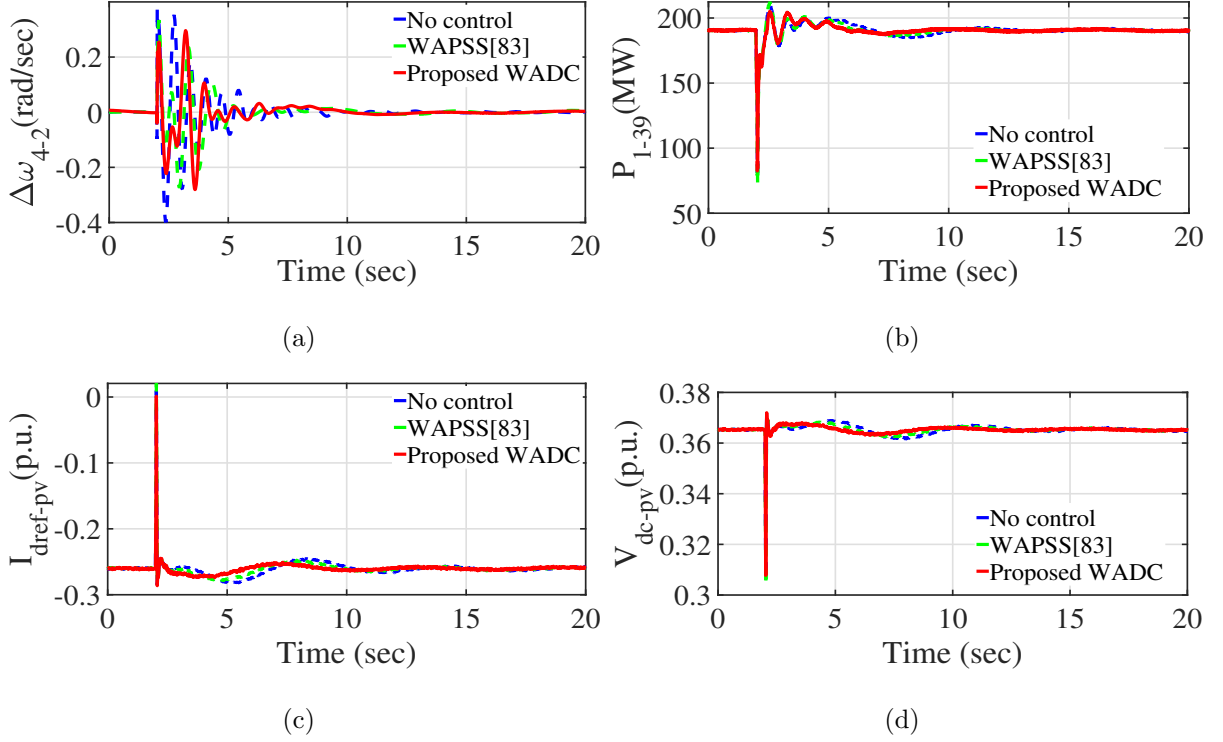 0.2
0
-0.2
-0.4
Δω4-2(rad/sec)
No control
WAPSS[83]
Proposed WADC
0 5 10 15 20
Time (sec)
(a)
200
150
100
50
P1-39(MW)
No control
WAPSS[83]
Proposed WADC
0 5 10 15 20
Time (sec)
(b)
0
-0.1
-0.2
-0.3
Idref-pv(p.u.)
No control
WAPSS[83]
Proposed WADC
0 5 10 15 20
Time (sec)
(c)
0.38
0.36
0.34
0.32
0.3
Vdc-pv(p.u.)
No control
WAPSS[83]
Proposed WADC
0 5 10 15 20
Time (sec)
(d)